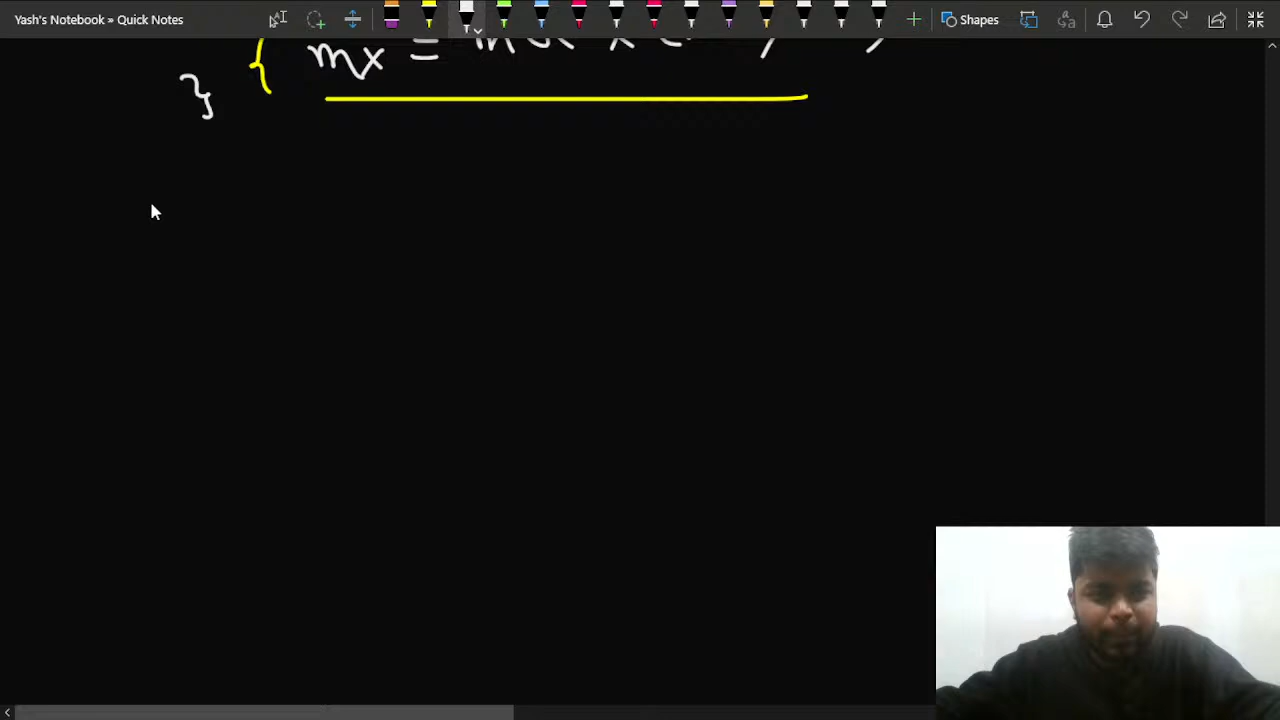 Yash's Notebook » Quick Notes
Shapes
{ mx =
}